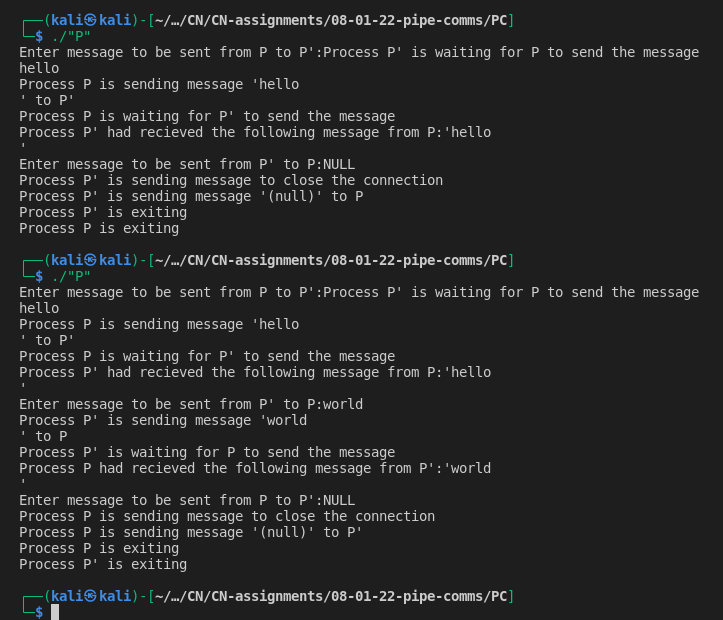 ┌──(kali㉿kali)-[~/…/CN/CN-assignments/08-01-22-pipe-comms/PC]
└─$ ./"P"
Enter message to be sent from P to P':Process P' is waiting for P to send the message
hello
Process P is sending message 'hello
' to P'
Process P is waiting for P' to send the message
Process P' had recieved the following message from P:'hello
'
Enter message to be sent from P' to P:NULL
Process P' is sending message to close the connection
Process P' is sending message '(null)' to P
Process P' is exiting
Process P is exiting
┌──(kali㉿kali)-[~/…/CN/CN-assignments/08-01-22-pipe-comms/PC]
└─$ ./"P"
Enter message to be sent from P to P':Process P' is waiting for P to send the message
hello
Process P is sending message 'hello
' to P'
Process P is waiting for P' to send the message
Process P' had recieved the following message from P:'hello
'
Enter message to be sent from P' to P:world
Process P' is sending message 'world
' to P
Process P' is waiting for P to send the message
Process P had recieved the following message from P':'world
'
Enter message to be sent from P to P':NULL
Process P is sending message to close the connection
Process P is sending message '(null)' to P'
Process P is exiting
Process P' is exiting
┌──(kali㉿kali)-[~/…/CN/CN-assignments/08-01-22-pipe-comms/PC]
└─$